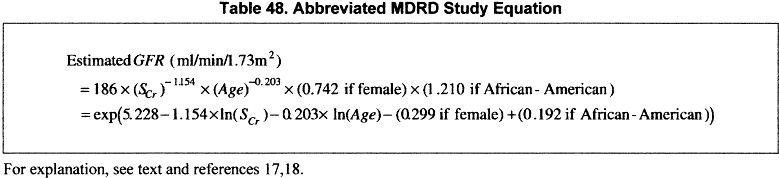 Table 48. Abbreviated MDRD Study Equation
Estimated GFR (ml/min/1.73m²)
= 186 × (S_Cr)^−1.154 × (Age)^−0.203 × (0.742 if female) × (1.210 if African - American)
= exp(5.228 − 1.154 × ln(S_Cr) − 0.203 × ln(Age) − (0.299 if female) + (0.192 if African - American))
For explanation, see text and references 17,18.